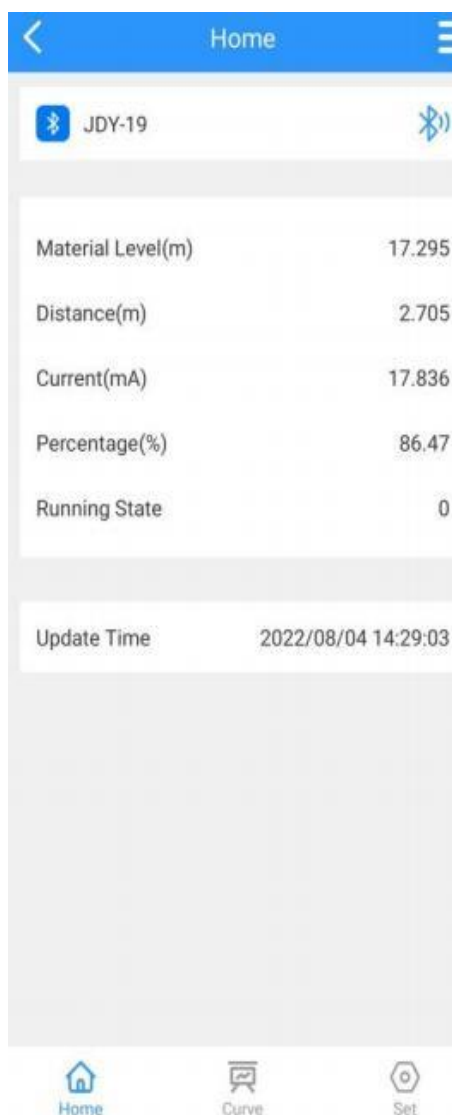 Home
JDY-19
Material Level(m) 17.295
Distance(m) 2.705
Current(mA) 17.836
Percentage(%) 86.47
Running State 0
Update Time 2022/08/04 14:29:03
Home Curve Set